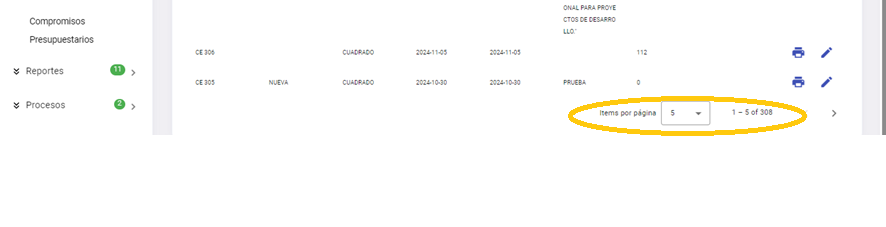 ONAL PARA PROYE
CTOS DE DESARRO
LLO."
Compromisos
Presupuestarios
CE 306 CUADRADO 2024-11-05 2024-11-05 112
Reportes 11
CE 305 NUEVA CUADRADO 2024-10-30 2024-10-30 PRUEBA 0
Procesos 2
Items por página 5 1 – 5 of 308